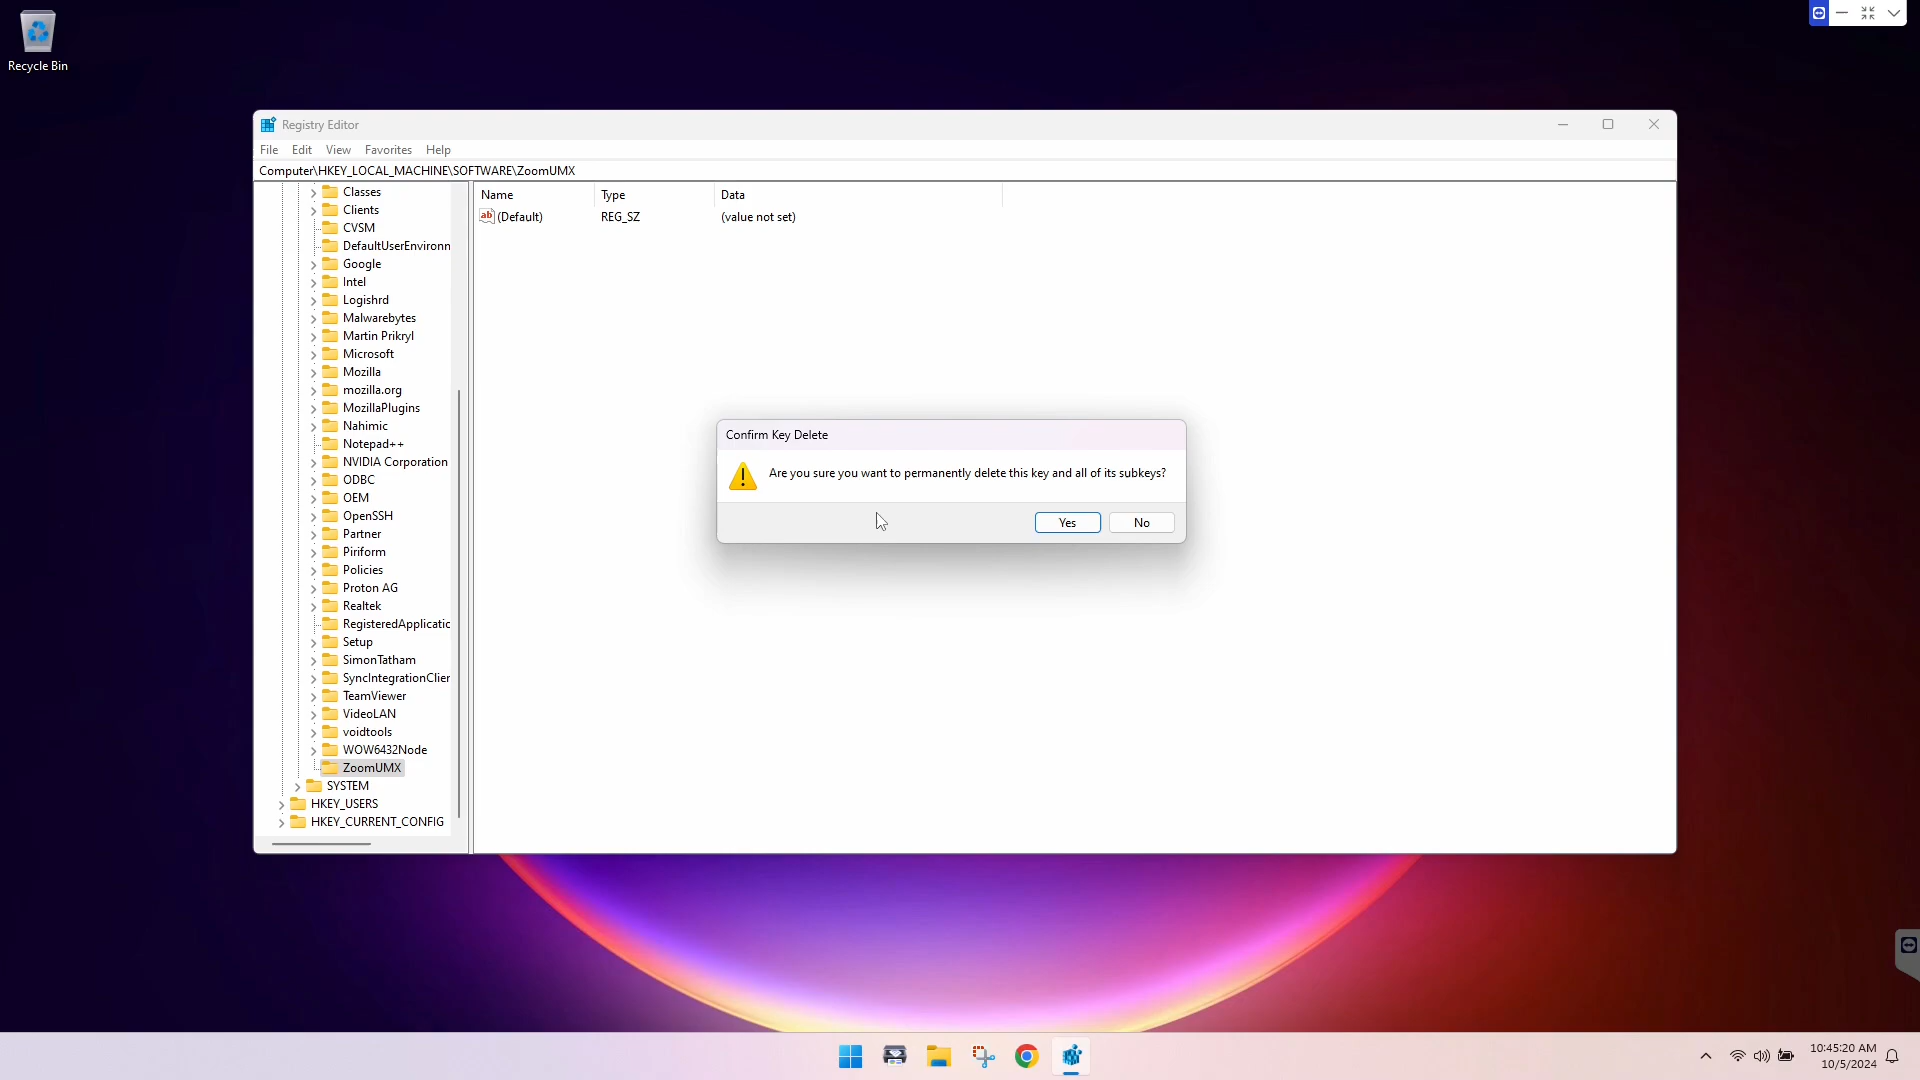 Recycle Bin
Registry Editor
File Edit View Favorites Help
Computer\HKEY_LOCAL_MACHINE\SOFTWARE\ZoomUMX
Classes
Clients
CVSM
DefaultUserEnvironn
Google
Intel
Logishrd
Malwarebytes
Martin Prikryl
Microsoft
Mozilla
mozilla.org
MozillaPlugins
Nahimic
Notepad++
NVIDIA Corporation
ODBC
OEM
OpenSSH
Partner
Piriform
Policies
Proton AG
Realtek
RegisteredApplicatic
Setup
SimonTatham
SyncIntegrationClier
TeamViewer
VideoLAN
voidtools
WOW6432Node
ZoomUMX
SYSTEM
HKEY_USERS
HKEY_CURRENT_CONFIG
Name Type Data
ab (Default) REG_SZ (value not set)
Confirm Key Delete
Are you sure you want to permanently delete this key and all of its subkeys?
Yes No
10:45:20 AM
10/5/2024